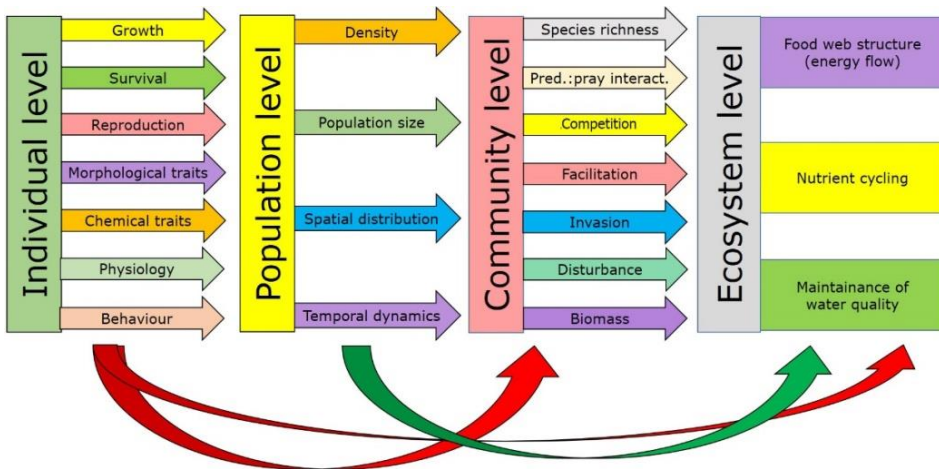 Individual level
Growth
Survival
Reproduction
Morphological traits
Chemical traits
Physiology
Behaviour
Population level
Density
Population size
Spatial distribution
Temporal dynamics
Community level
Species richness
Pred.:pray interact.
Competition
Facilitation
Invasion
Disturbance
Biomass
Ecosystem level
Food web structure
(energy flow)
Nutrient cycling
Maintainance of
water quality